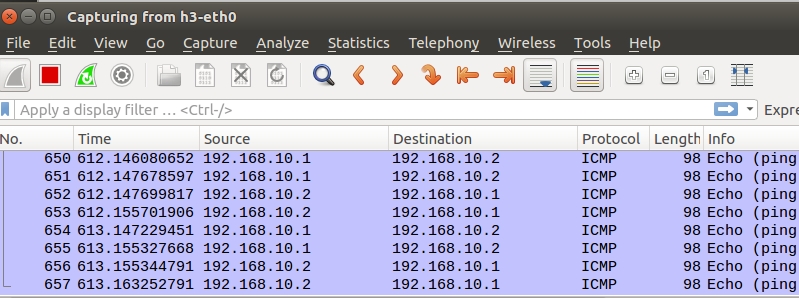 Capturing from h3-eth0
File Edit View Go Capture Analyze Statistics Telephony Wireless Tools Help
Apply a display filter … <Ctrl-/> Expre
No. Time Source Destination Protocol Length Info
650 612.146080652 192.168.10.1 192.168.10.2 ICMP 98 Echo (ping
651 612.147678597 192.168.10.1 192.168.10.2 ICMP 98 Echo (ping
652 612.147699817 192.168.10.2 192.168.10.1 ICMP 98 Echo (ping
653 612.155701906 192.168.10.2 192.168.10.1 ICMP 98 Echo (ping
654 613.147229451 192.168.10.1 192.168.10.2 ICMP 98 Echo (ping
655 613.155327668 192.168.10.1 192.168.10.2 ICMP 98 Echo (ping
656 613.155344791 192.168.10.2 192.168.10.1 ICMP 98 Echo (ping
657 613.163252791 192.168.10.2 192.168.10.1 ICMP 98 Echo (ping